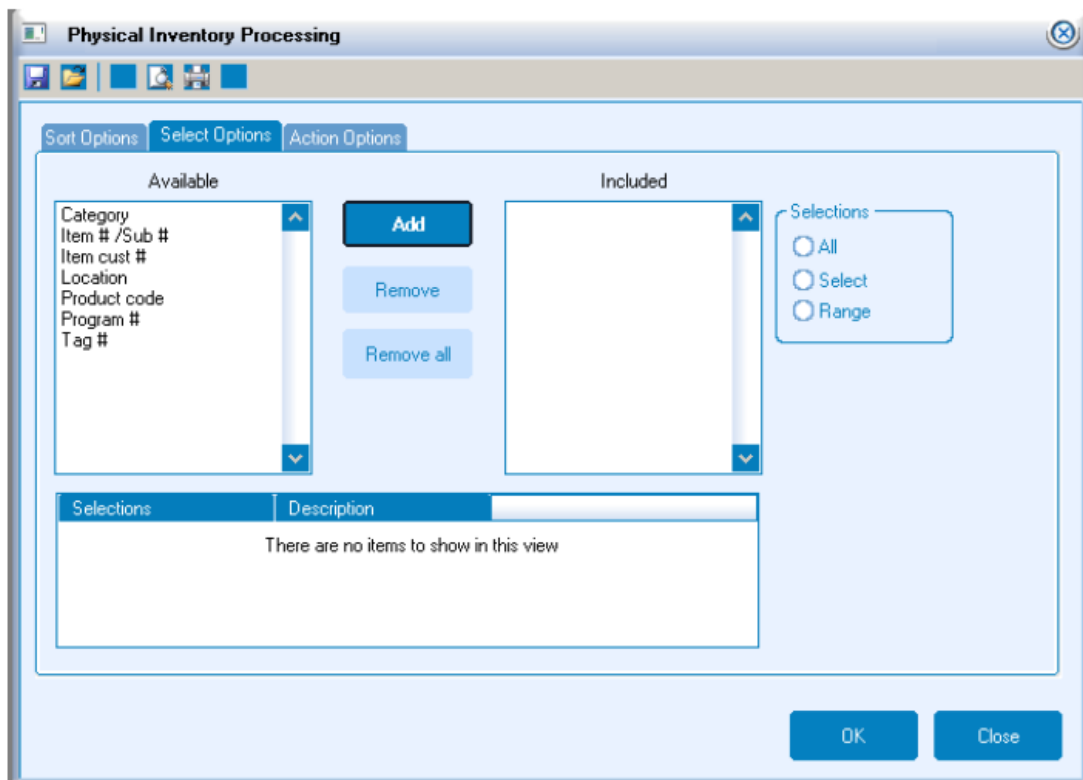 Physical Inventory Processing
Sort Options Select Options Action Options
Available
Included
Category
Item # /Sub #
Item cust #
Location
Product code
Program #
Tag #
Add
Remove
Remove all
Selections
All
Select
Range
Selections Description
There are no items to show in this view
OK Close